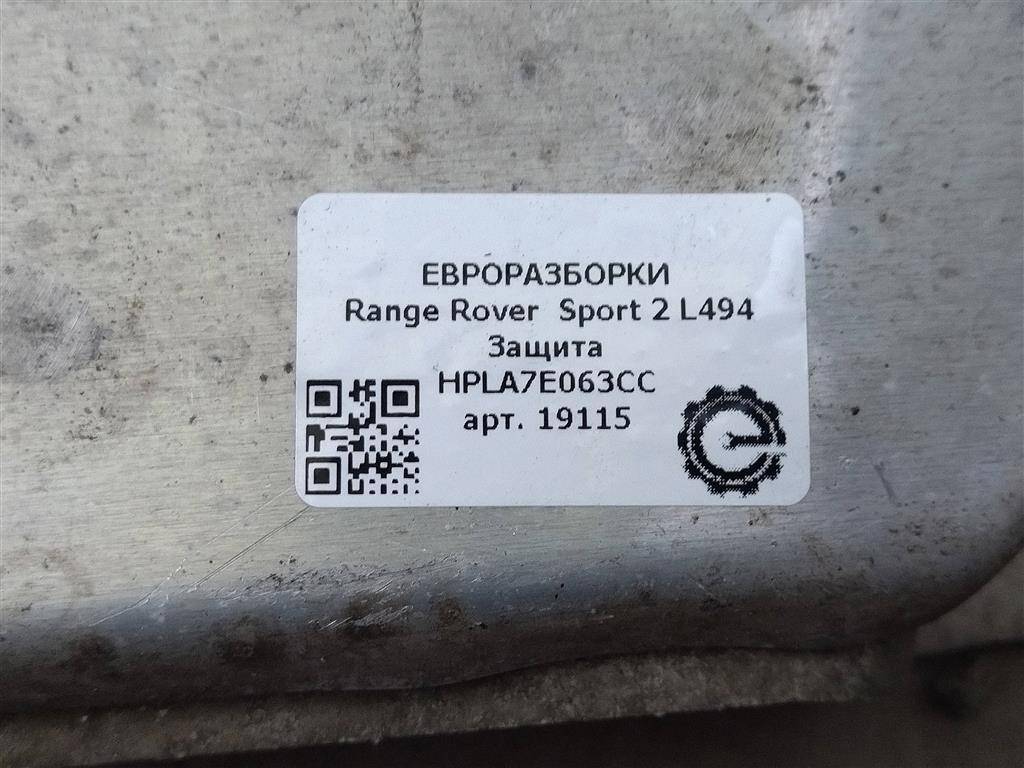 ЕВРОРАЗБОРКИ
Range Rover Sport 2 L494
Защита
HPLA7E063CC
арт. 19115